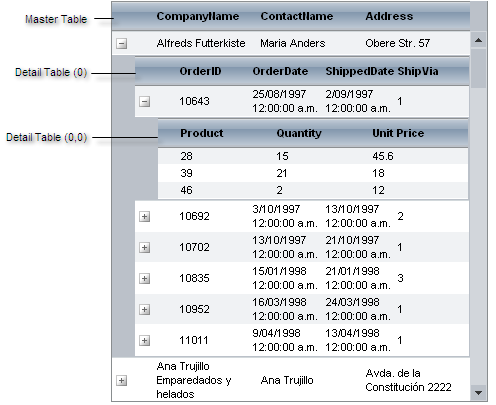 Master Table CompanyName ContactName Address
Alfreds Futterkiste Maria Anders Obere Str. 57
Detail Table (0) OrderID OrderDate ShippedDate ShipVia
25/08/1997 2/09/1997
10643 1
12:00:00 a.m. 12:00:00 a.m.
Detail Table (0,0) Product Quantity Unit Price
28 15 45.6
39 21 18
46 2 12
3/10/1997 13/10/1997
10692 2
12:00:00 a.m. 12:00:00 a.m.
13/10/1997 21/10/1997
10702 1
12:00:00 a.m. 12:00:00 a.m.
15/01/1998 21/01/1998
10835 3
12:00:00 a.m. 12:00:00 a.m.
16/03/1998 24/03/1998
10952 1
12:00:00 a.m. 12:00:00 a.m.
9/04/1998 13/04/1998
11011 1
12:00:00 a.m. 12:00:00 a.m.
Ana Trujillo
Emparedados y
helados
Ana Trujillo
Avda. de la
Constitución 2222